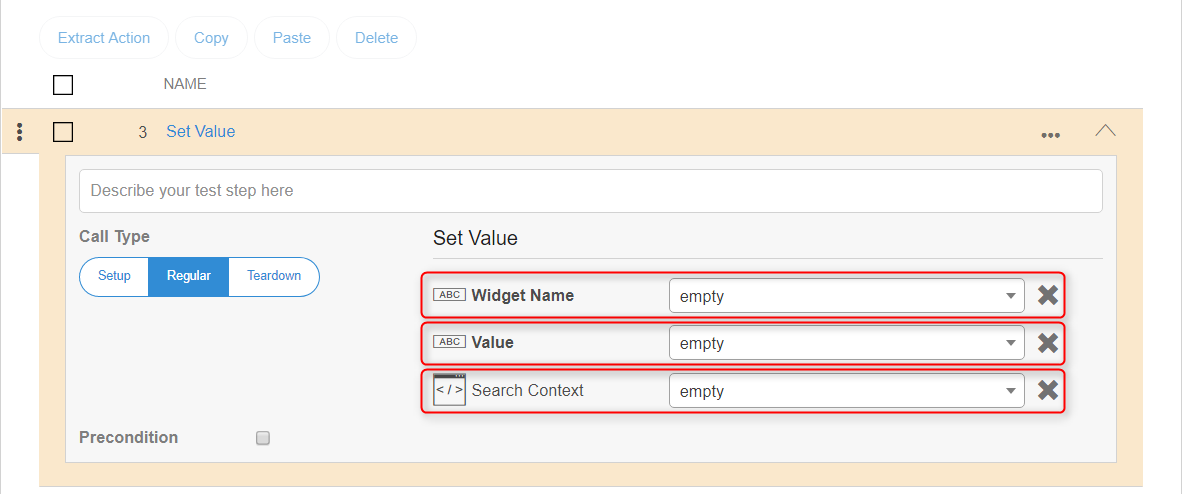 Extract Action Copy Paste Delete
NAME
3 Set Value
Describe your test step here
Call Type
Setup Regular Teardown
Set Value
ABC Widget Name empty
ABC Value empty
</> Search Context empty
Precondition